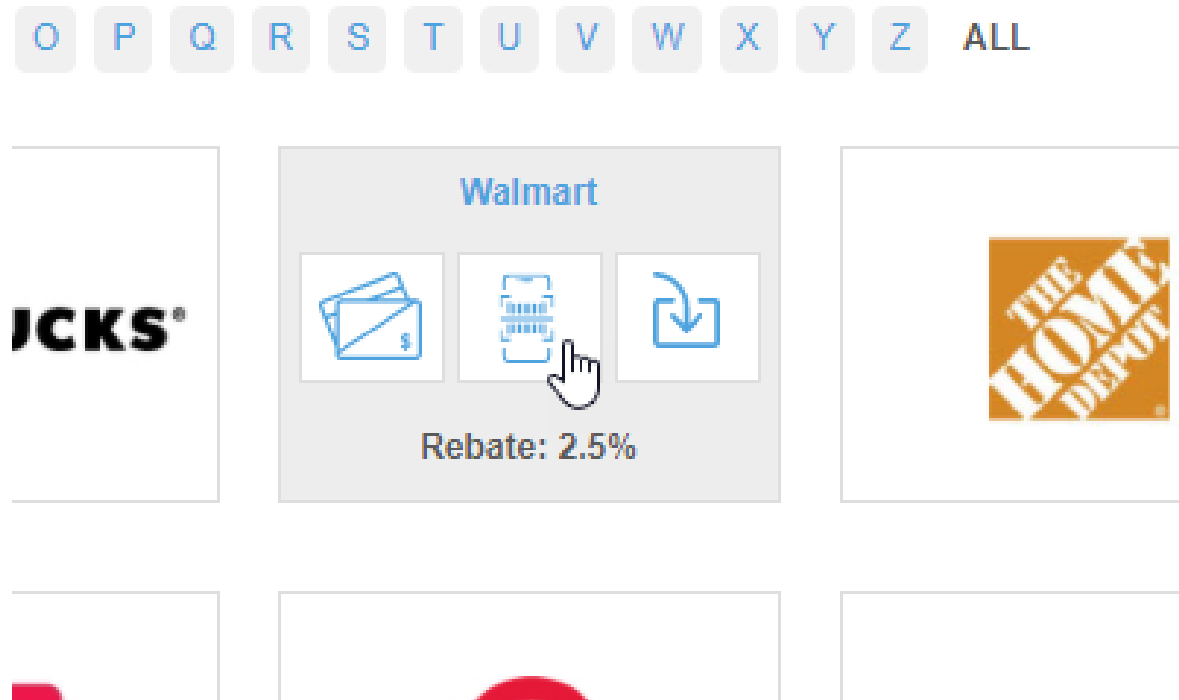 O P Q R S T U V W X Y Z ALL
Walmart
$
UCKS®
THE
HOME
DEPOT
Rebate: 2.5%